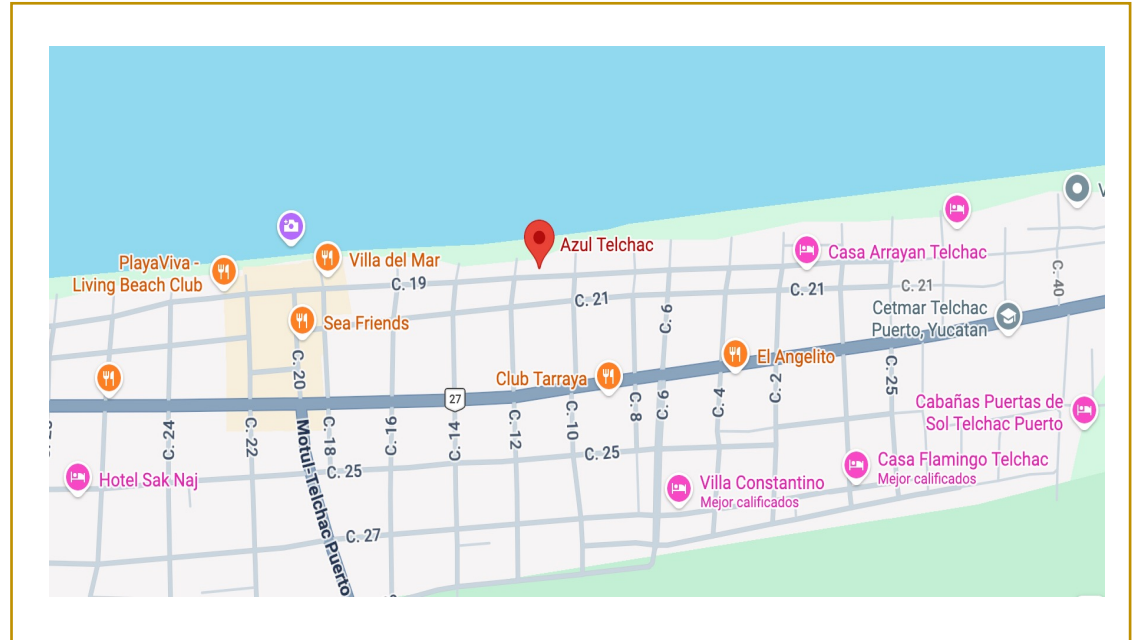 V
Azul Telchac
Villa del Mar
PlayaViva -
Living Beach Club
Casa Arrayan Telchac
C. 19
C. 21
C. 21
C. 21
C. 40
Cetmar Telchac
Puerto, Yucatan
Sea Friends
C. 6
C. 20
El Angelito
Club Tarraya
27
C. 8
C. 6
C. 4
C. 2
C. 25
Cabañas Puertas de
Sol Telchac Puerto
C. 24
C. 22
C. 18
C. 16
C. 14
C. 12
C. 10
C. 25
C. 25
Casa Flamingo Telchac
Mejor calificados
Hotel Sak Naj
Villa Constantino
Mejor calificados
Motul-Telchac Puerto
C. 27